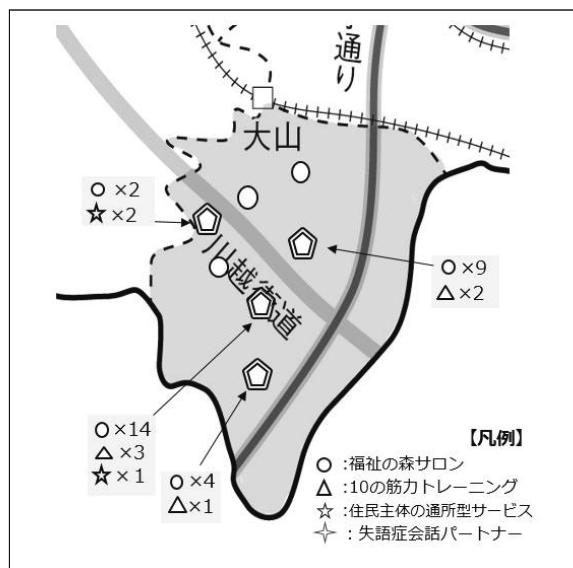 通り
大山
川越街道
○×2
☆×2
○×9
△×2
○×14
△×3
☆×1
○×4
△×1
【凡例】
○:福祉の森サロン
△:10の筋力トレーニング
☆:住民主体の通所型サービス
✧:失語症会話パートナー